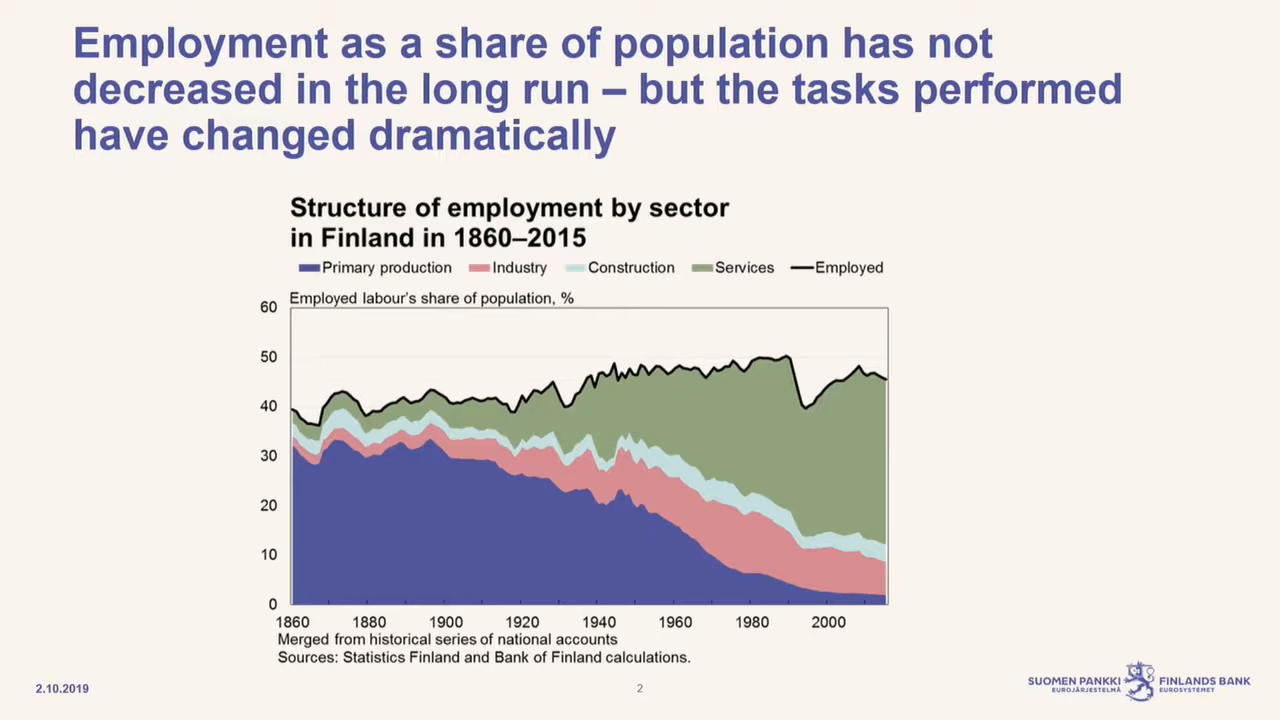 Employment as a share of population has not
decreased in the long run – but the tasks performed
have changed dramatically
Structure of employment by sector
in Finland in 1860–2015
Primary production Industry Construction Services Employed
Employed labour's share of population, %
60
50
40
30
20
10
0
1860 1880 1900 1920 1940 1960 1980 2000
Merged from historical series of national accounts
Sources: Statistics Finland and Bank of Finland calculations.
2.10.2019
2
SUOMEN PANKKI FINLANDS BANK
EUROJÄRJESTELMÄ EUROSYSTEMET